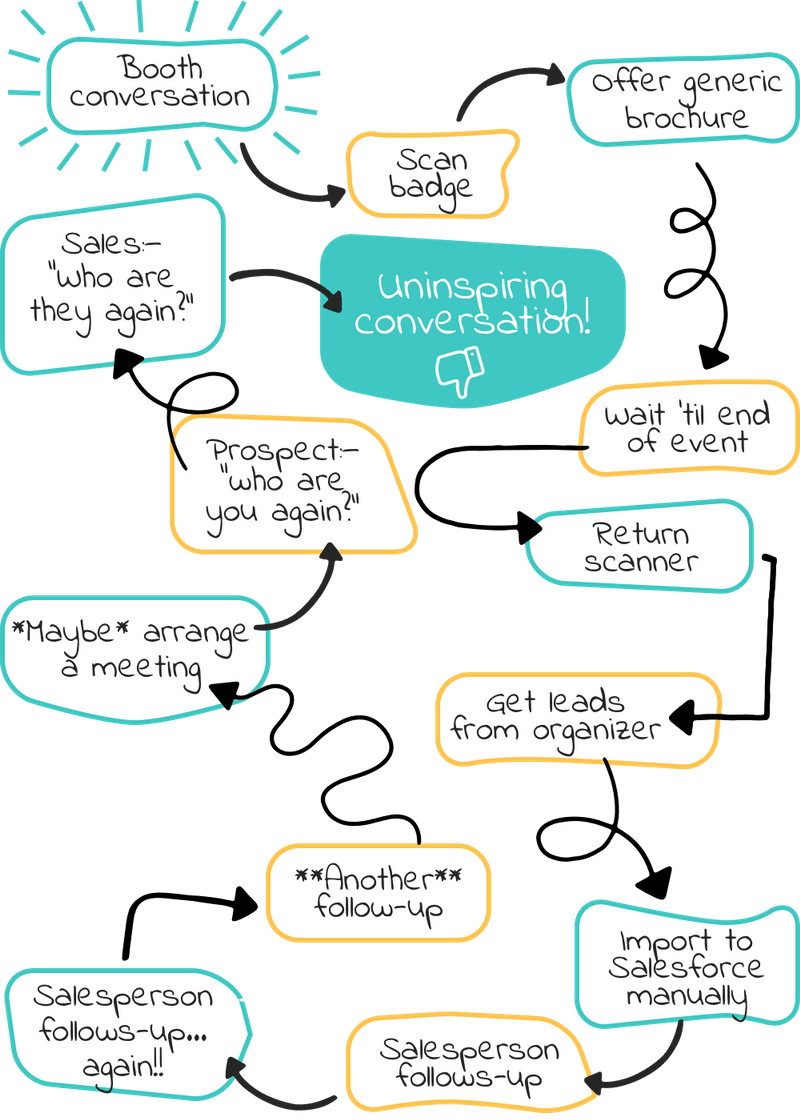 Booth
conversation
Scan
badge
Offer generic
brochure
Wait 'til end
of event
Return
scanner
Get leads
from organizer
Import to
Salesforce
manually
Salesperson
follows-up
Salesperson
follows-up...
again!!
**Another**
follow-up
*Maybe* arrange
a meeting
Prospect:-
"who are
you again?"
Sales:-
"who are
they again?"
Uninspiring
conversation!